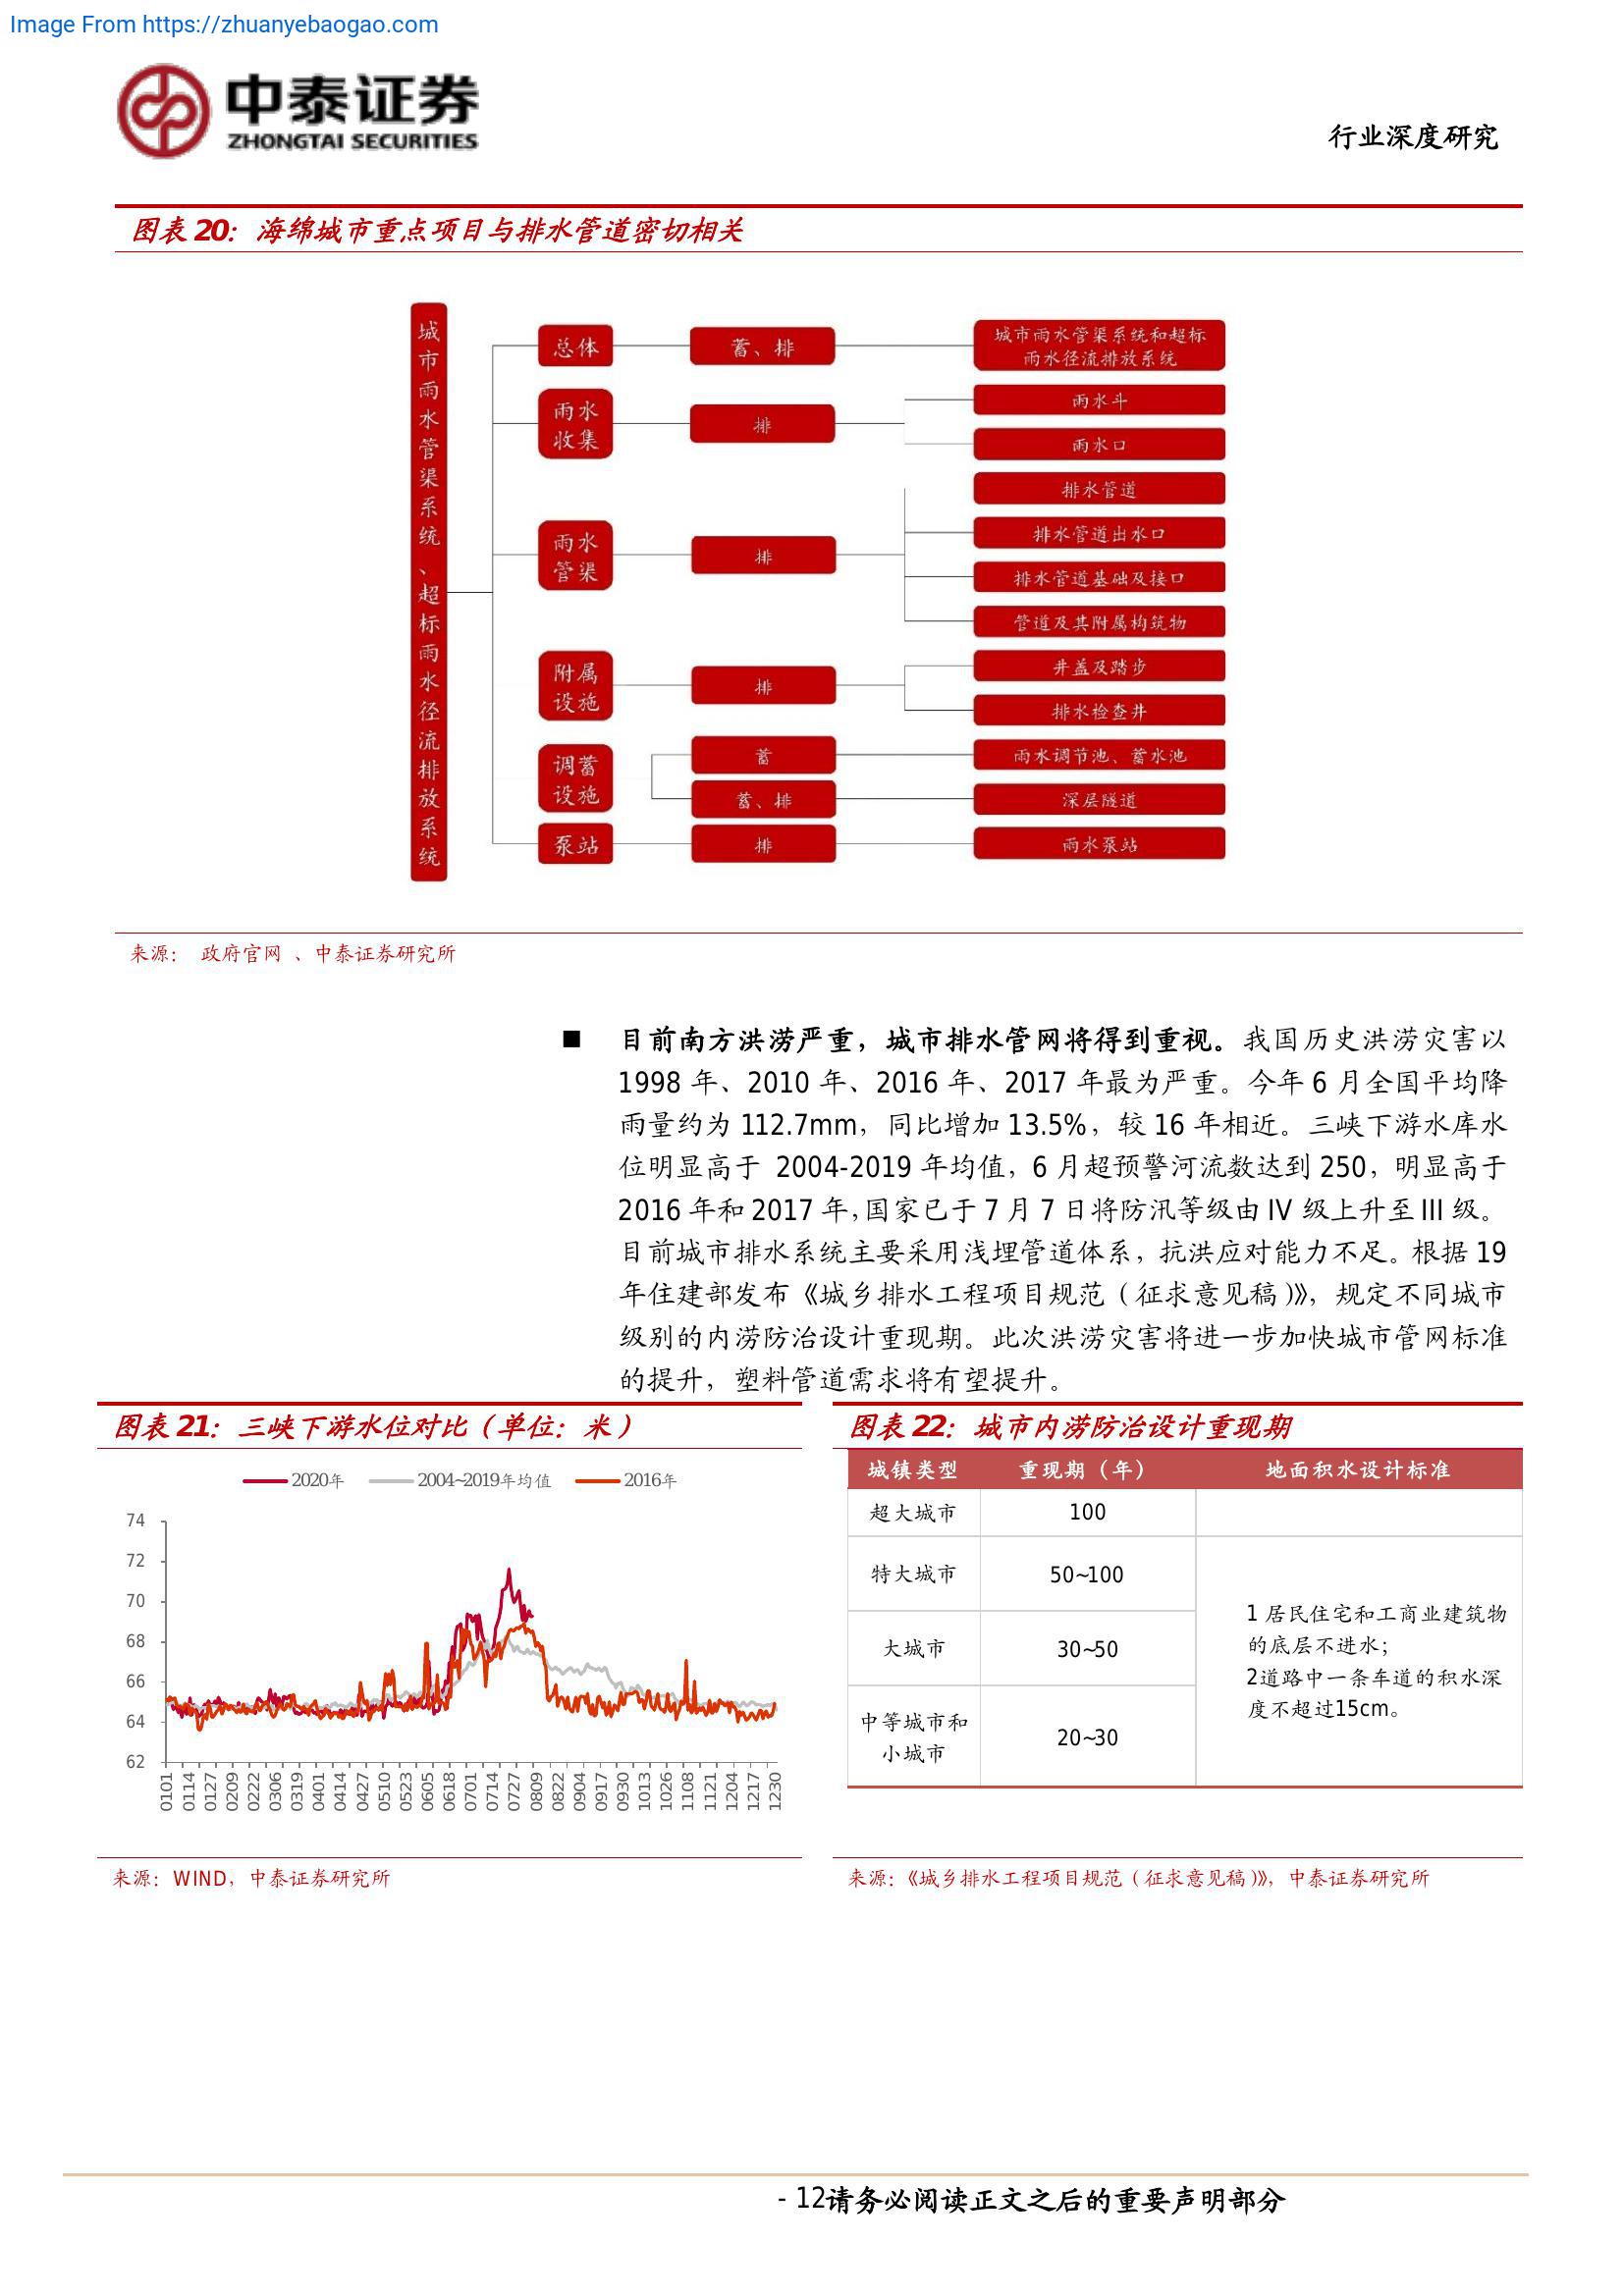 Image From https://zhuanyebaogao.com
中泰证券
ZHONGTAI SECURITIES
行业深度研究
图表 20：海绵城市重点项目与排水管道密切相关
城市雨水管渠系统、超标雨水径流排放系统
总体
蓄、排
城市雨水管渠系统和超标
雨水径流排放系统
雨水
收集
排
雨水斗
雨水口
雨水
管渠
排
排水管道
排水管道出水口
排水管道基础及接口
管道及其附属构筑物
附属
设施
排
井盖及踏步
排水检查井
调蓄
设施
蓄
雨水调节池、蓄水池
蓄、排
深层隧道
泵站
排
雨水泵站
来源： 政府官网 、中泰证券研究所
■ 目前南方洪涝严重，城市排水管网将得到重视。我国历史洪涝灾害以
1998 年、2010 年、2016 年、2017 年最为严重。今年 6 月全国平均降
雨量约为 112.7mm，同比增加 13.5%，较 16 年相近。三峡下游水库水
位明显高于 2004-2019 年均值，6 月超预警河流数达到 250，明显高于
2016 年和 2017 年，国家已于 7 月 7 日将防汛等级由 IV 级上升至 III 级。
目前城市排水系统主要采用浅埋管道体系，抗洪应对能力不足。根据 19
年住建部发布《城乡排水工程项目规范（征求意见稿）》，规定不同城市
级别的内涝防治设计重现期。此次洪涝灾害将进一步加快城市管网标准
的提升，塑料管道需求将有望提升。
图表 21：三峡下游水位对比（单位：米）
2020年 2004~2019年均值 2016年
74
72
70
68
66
64
62
0101 0114 0127 0209 0222 0306 0319 0401 0414 0427 0510 0523 0605 0618 0701 0714 0727 0809 0822 0904 0917 0930 1013 1026 1108 1121 1204 1217 1230
来源：WIND，中泰证券研究所
图表 22：城市内涝防治设计重现期
城镇类型 重现期（年） 地面积水设计标准
超大城市 100
特大城市 50~100
大城市 30~50
中等城市和
小城市
20~30
1 居民住宅和工商业建筑物
的底层不进水；
2道路中一条车道的积水深
度不超过15cm。
来源：《城乡排水工程项目规范（征求意见稿）》，中泰证券研究所
- 12请务必阅读正文之后的重要声明部分